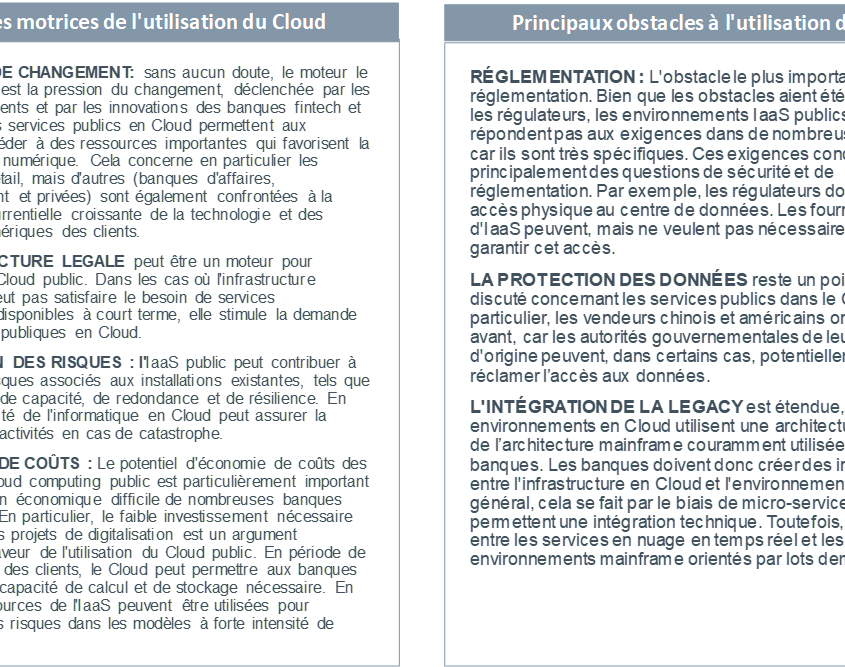 es motrices de l'utilisation du Cloud
DE CHANGEMENT: sans aucun doute, le moteur le
est la pression du changement, déclenchée par les
ents et par les innovations des banques fintech et
s services publics en Cloud permettent aux
éder à des ressources importantes qui favorisent la
numérique. Cela concerne en particulier les
tail, mais d'autres (banques d'affaires,
nt et privées) sont également confrontées à la
urrentielle croissante de la technologie et des
ériques des clients.
CTURE LEGALE peut être un moteur pour
Cloud public. Dans les cas où l'infrastructure
eut pas satisfaire le besoin de services
disponibles à court terme, elle stimule la demande
publiques en Cloud.
N DES RISQUES : l'IaaS public peut contribuer à
sques associés aux installations existantes, tels que
de capacité, de redondance et de résilience. En
ité de l'informatique en Cloud peut assurer la
activités en cas de catastrophe.
DE COÛTS : Le potentiel d'économie de coûts des
oud computing public est particulièrement important
n économique difficile de nombreuses banques
En particulier, le faible investissement nécessaire
s projets de digitalisation est un argument
aveur de l'utilisation du Cloud public. En période de
des clients, le Cloud peut permettre aux banques
capacité de calcul et de stockage nécessaire. En
ources de l'IaaS peuvent être utilisées pour
s risques dans les modèles à forte intensité de
Principaux obstacles à l'utilisation d
RÉGLEMENTATION : L'obstacle le plus importa
réglementation. Bien que les obstacles aient été
les régulateurs, les environnements IaaS publics
répondent pas aux exigences dans de nombreus
car ils sont très spécifiques. Ces exigences con
principalement des questions de sécurité et de
réglementation. Par exemple, les régulateurs do
accès physique au centre de données. Les fourn
d'IaaS peuvent, mais ne veulent pas nécessaire
garantir cet accès.
LA PROTECTION DES DONNÉES reste un poi
discuté concernant les services publics dans le C
particulier, les vendeurs chinois et américains on
avant, car les autorités gouvernementales de leu
d'origine peuvent, dans certains cas, potentielle
réclamer l'accès aux données.
L'INTÉGRATION DE LA LEGACY est étendue,
environnements en Cloud utilisent une architectu
de l'architecture mainframe couramment utilisée
banques. Les banques doivent donc créer des in
entre l'infrastructure en Cloud et l'environnemen
général, cela se fait par le biais de micro-service
permettent une intégration technique. Toutefois,
entre les services en nuage en temps réel et les
environnements mainframe orientés par lots der